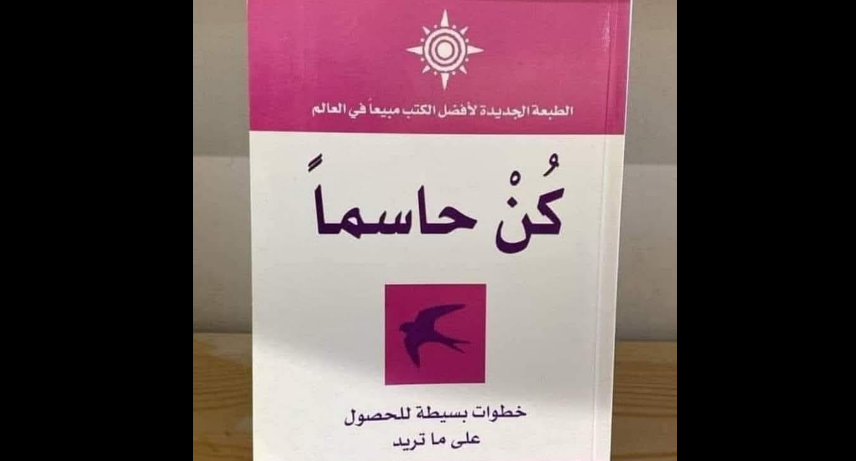 الطبعة الجديدة لأفضل الكتب مبيعاً في العالم
كُنْ حاسماً
خطوات بسيطة للحصول
على ما تريد